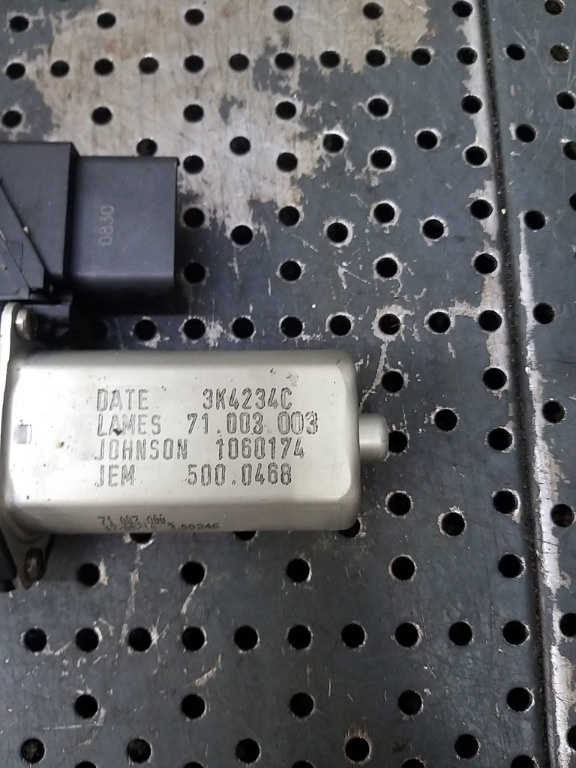 0830
DATE 3K4234C
LAMES 71.003.003
JOHNSON 1060174
JEM 500.0468